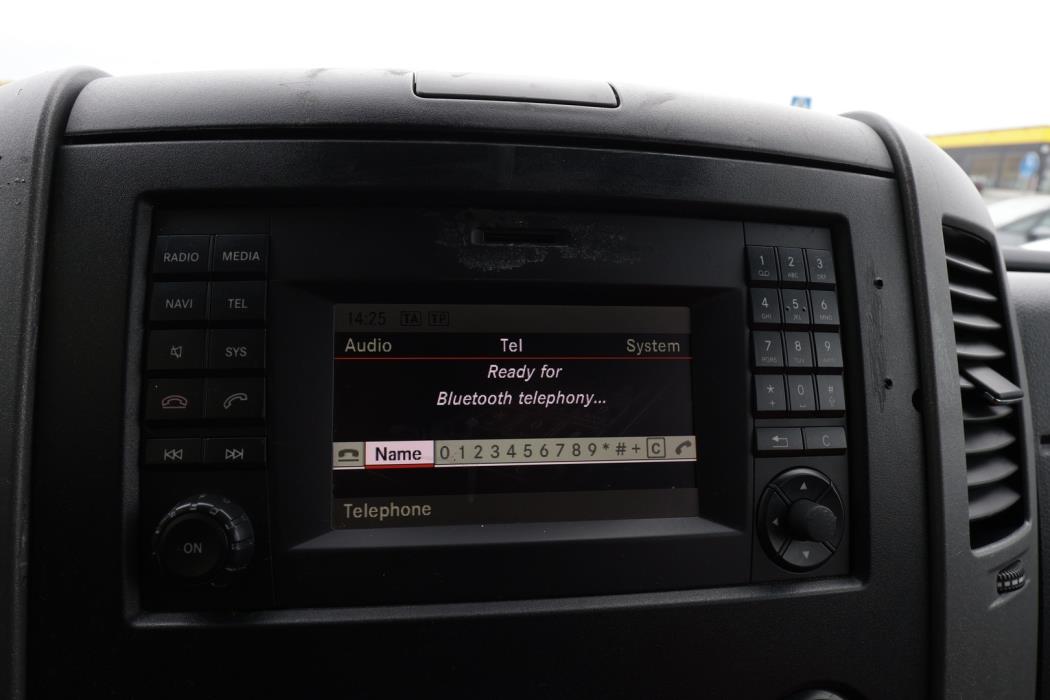 RADIO MEDIA
NAVI TEL
SYS
ON
14:25 TA TP
Audio Tel System
Ready for
Bluetooth telephony...
Name 0 1 2 3 4 5 6 7 8 9 * # + C
Telephone
1 2 3
ABC DEF
4 5 6
GHI JKL MNO
7 8 9
PQRS TUV
* 0 #
+
C